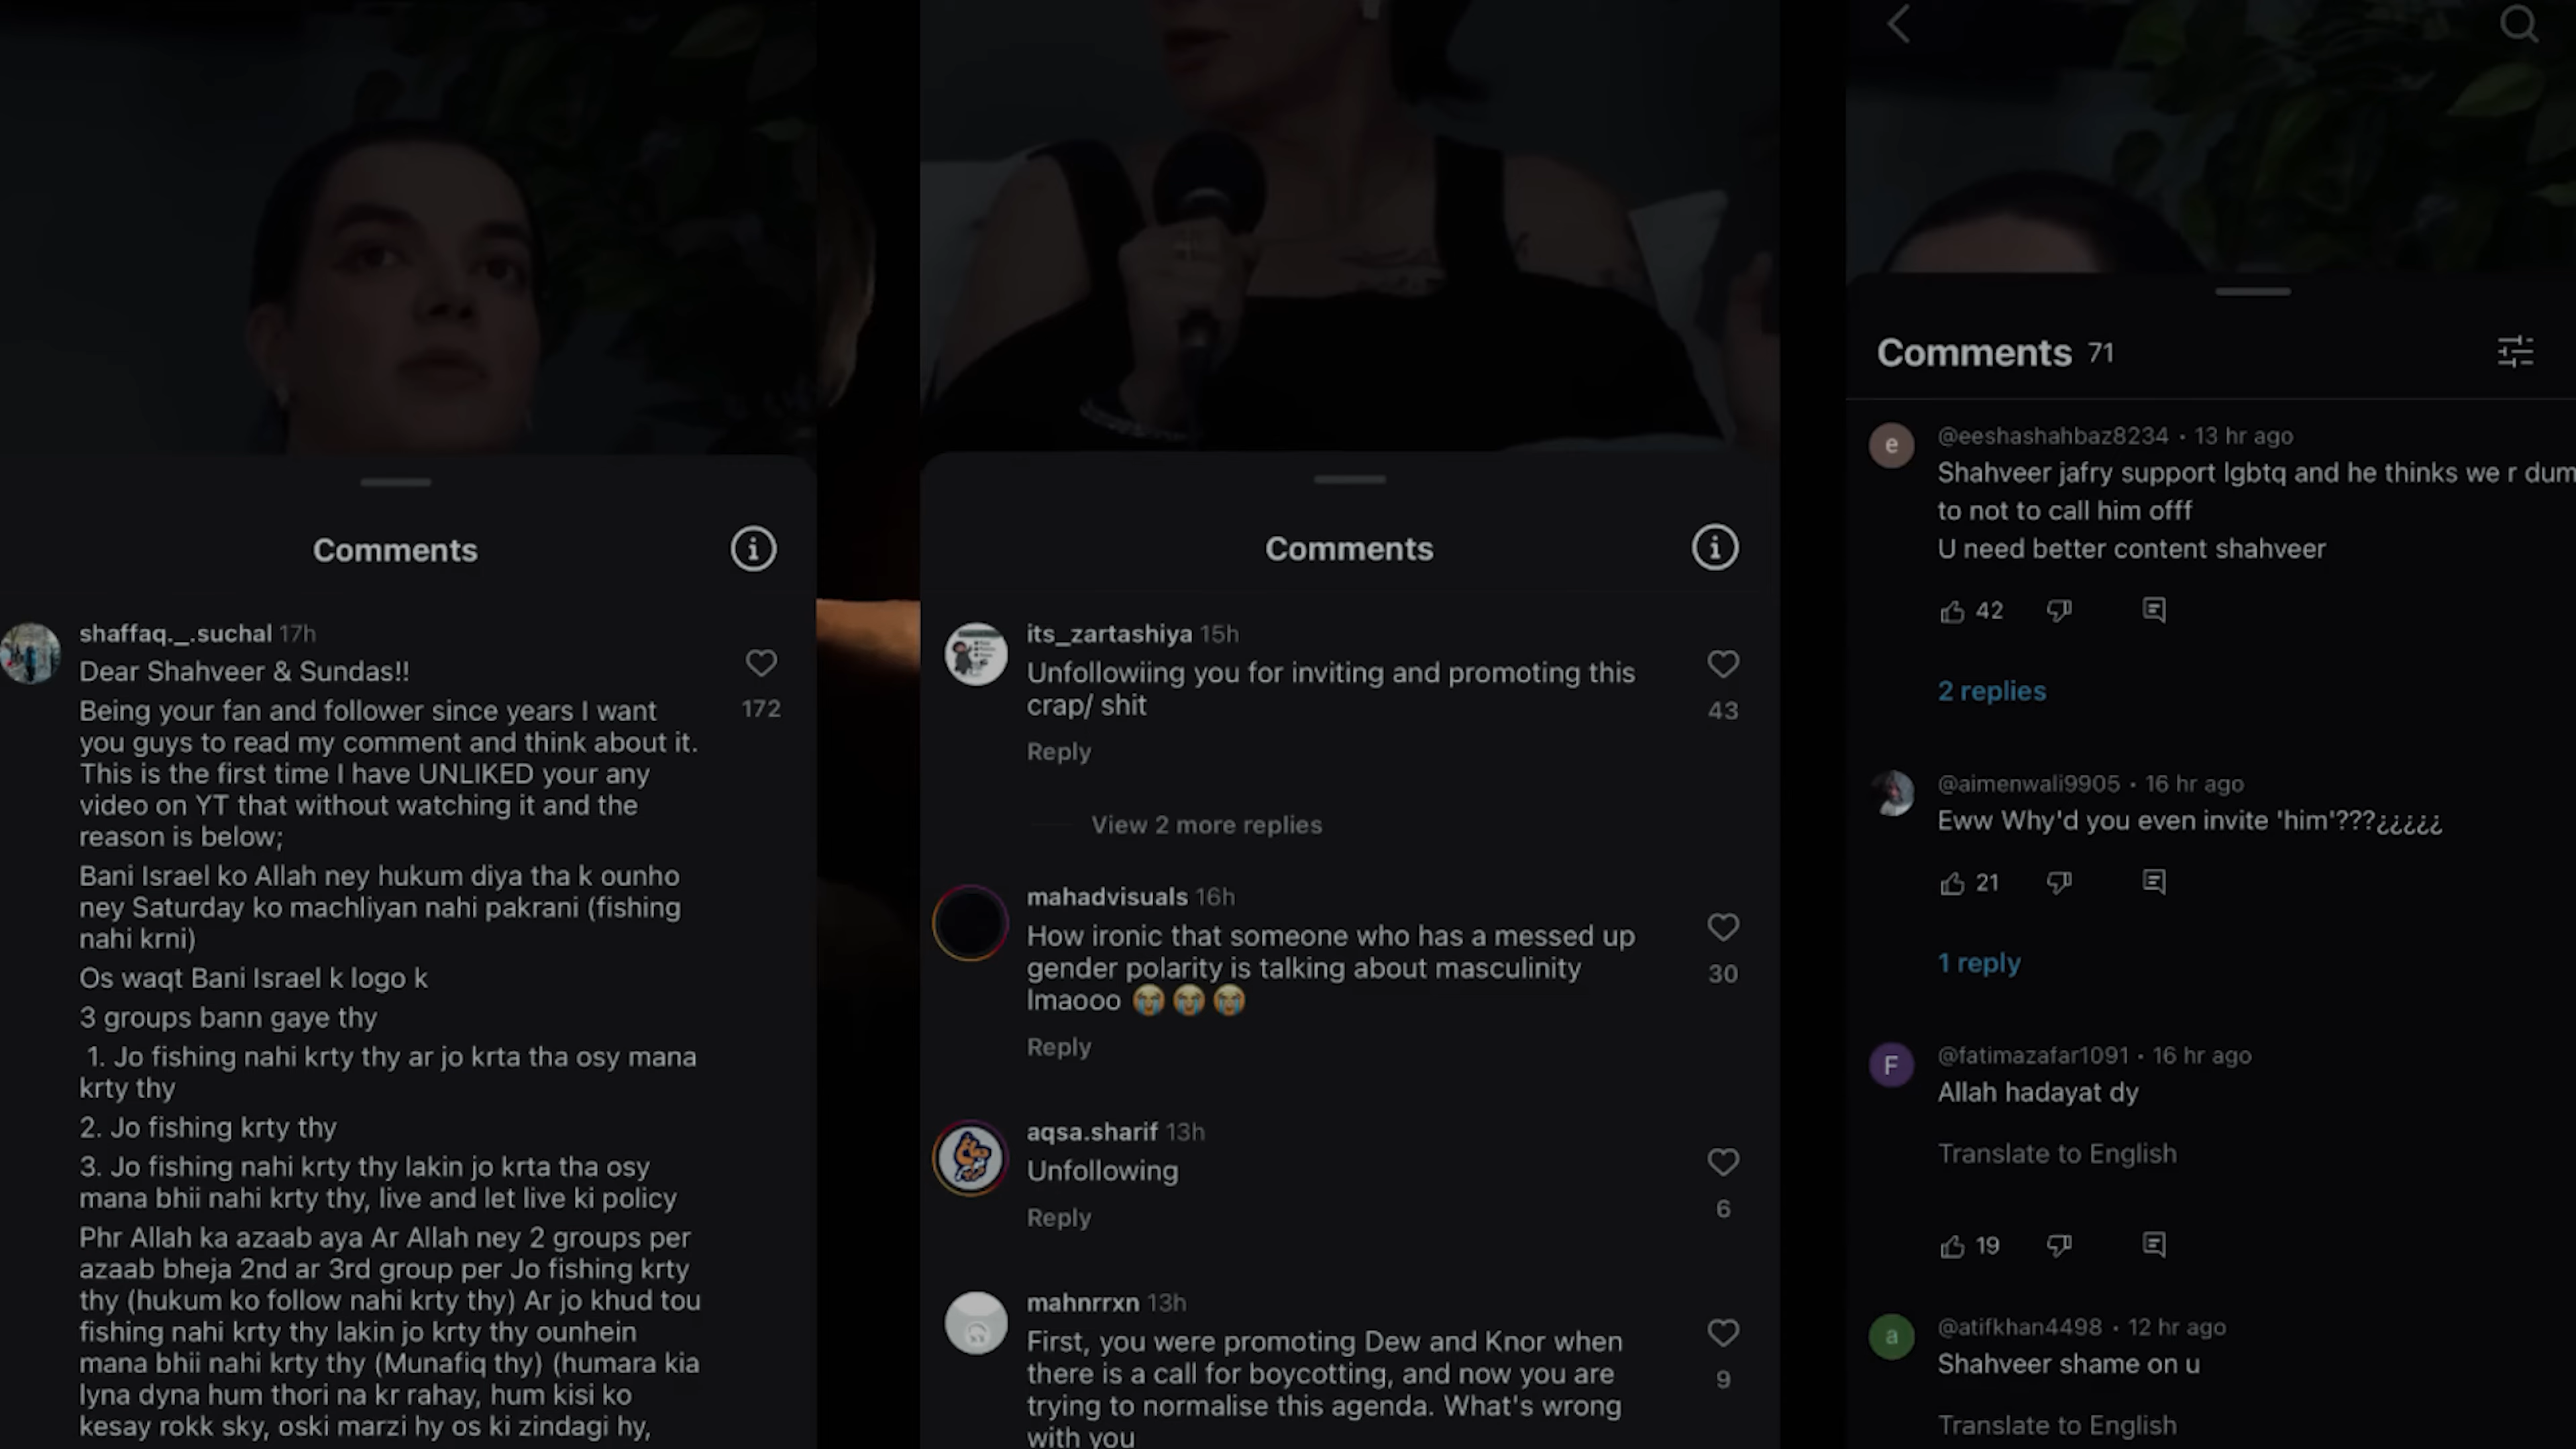 Comments
shaffaq._.suchal 17h
Dear Shahveer & Sundas!!
172
Being your fan and follower since years I want
you guys to read my comment and think about it.
This is the first time I have UNLIKED your any
video on YT that without watching it and the
reason is below;
Bani Israel ko Allah ney hukum diya tha k ounho
ney Saturday ko machliyan nahi pakrani (fishing
nahi krni)
Os waqt Bani Israel k logo k
3 groups bann gaye thy
1. Jo fishing nahi krty thy ar jo krta tha osy mana
krty thy
2. Jo fishing krty thy
3. Jo fishing nahi krty thy lakin jo krta tha osy
mana bhii nahi krty thy, live and let live ki policy
Phr Allah ka azaab aya Ar Allah ney 2 groups per
azaab bheja 2nd ar 3rd group per Jo fishing krty
thy (hukum ko follow nahi krty thy) Ar jo khud tou
fishing nahi krty thy lakin jo krty thy ounhein
mana bhii nahi krty thy (Munafiq thy) (humara kia
lyna dyna hum thori na kr rahay, hum kisi ko
kesay rokk sky, oski marzi hy os ki zindagi hy,
Comments
its_zartashiya 15h
Unfollowiing you for inviting and promoting this
crap/ shit
43
Reply
View 2 more replies
mahadvisuals 16h
How ironic that someone who has a messed up
gender polarity is talking about masculinity
lmaooo 😭😭😭
30
Reply
aqsa.sharif 13h
Unfollowing
6
Reply
mahnrrxn 13h
First, you were promoting Dew and Knor when
there is a call for boycotting, and now you are
trying to normalise this agenda. What's wrong
with you
9
Comments 71
e
@eeshashahbaz8234 • 13 hr ago
Shahveer jafry support lgbtq and he thinks we r dum
to not to call him offf
U need better content shahveer
42
2 replies
@aimenwali9905 • 16 hr ago
Eww Why'd you even invite 'him'???¿¿¿¿¿
21
1 reply
F
@fatimazafar1091 • 16 hr ago
Allah hadayat dy
Translate to English
19
a
@atifkhan4498 • 12 hr ago
Shahveer shame on u
Translate to English